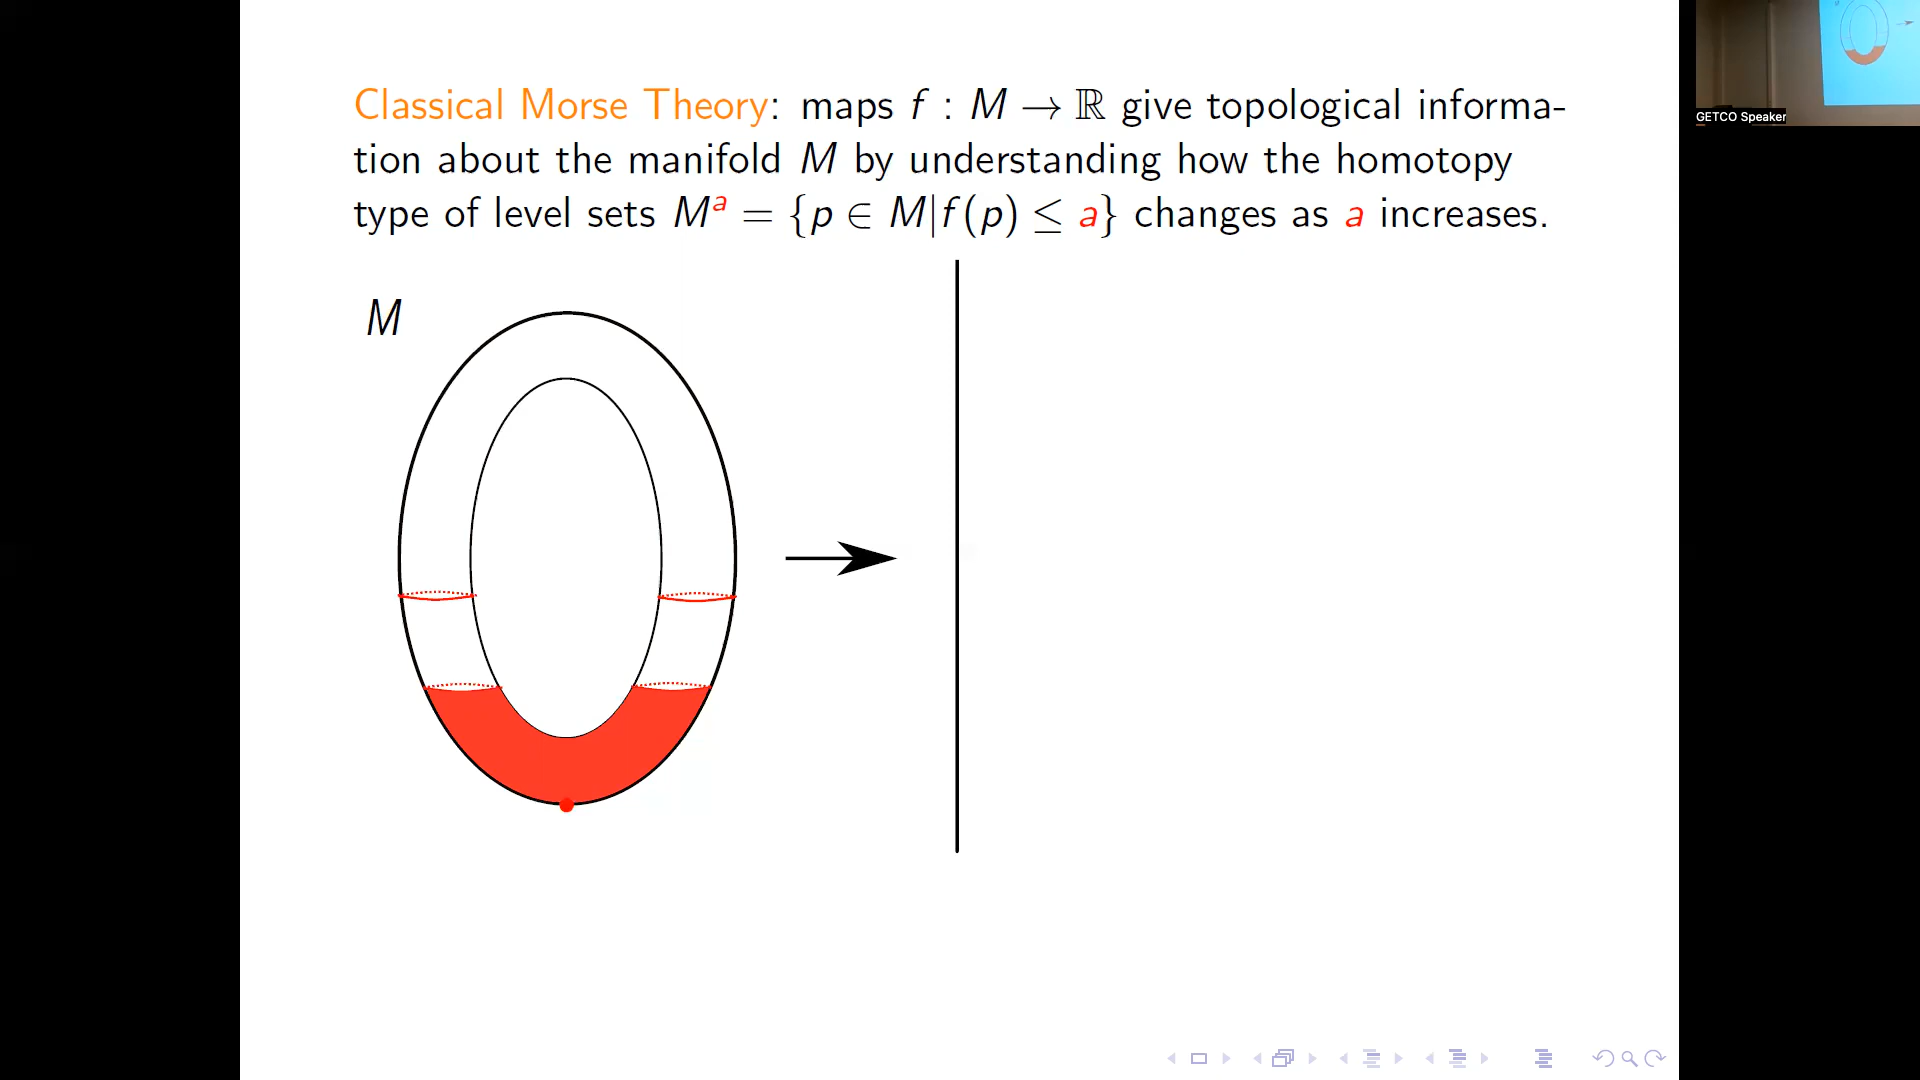 Classical Morse Theory: maps f : M → ℝ give topological informa-
tion about the manifold M by understanding how the homotopy
type of level sets Mᵃ = {p ∈ M|f(p) ≤ a} changes as a increases.
M
GETCO Speaker